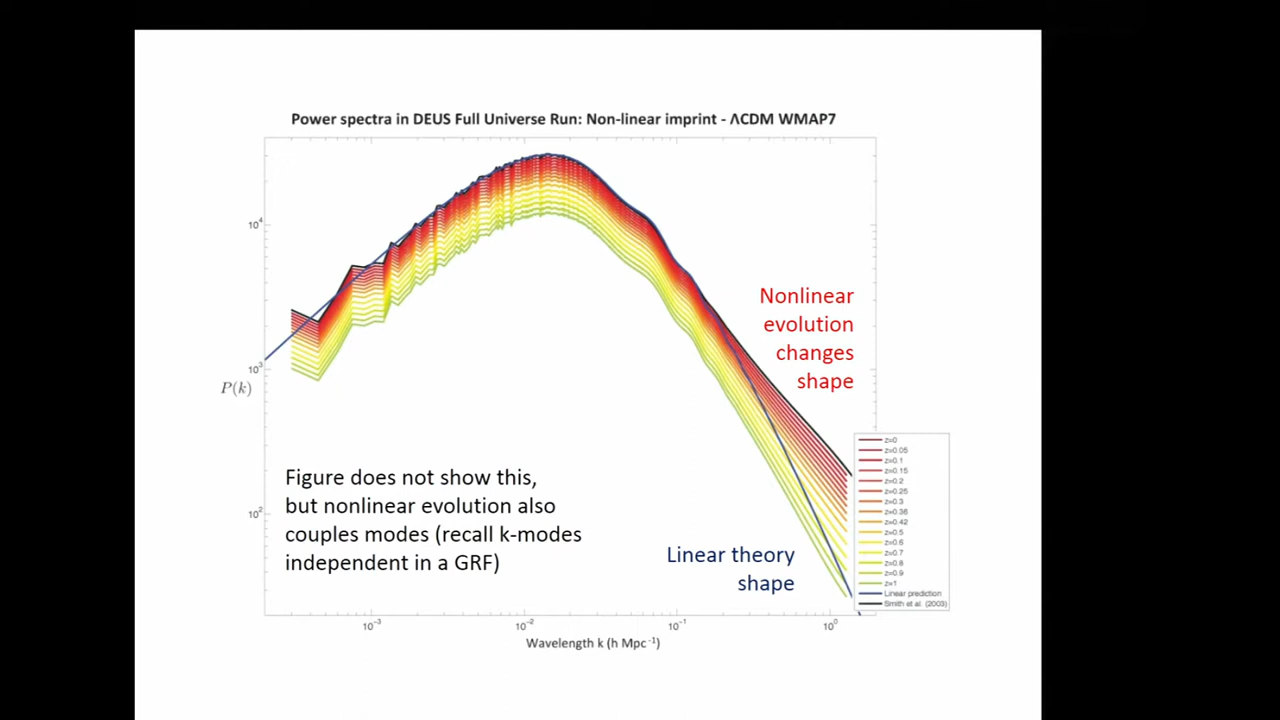 Power spectra in DEUS Full Universe Run: Non-linear imprint - ΛCDM WMAP7
10⁴
10³
P(k)
10²
Nonlinear
evolution
changes
shape
Figure does not show this,
but nonlinear evolution also
couples modes (recall k-modes
independent in a GRF)
Linear theory
shape
z=0
z=0.05
z=0.1
z=0.15
z=0.2
z=0.25
z=0.3
z=0.36
z=0.42
z=0.5
z=0.6
z=0.7
z=0.8
z=0.9
z=1
Linear prediction
Smith et al. (2003)
10⁻³
10⁻²
10⁻¹
10⁰
Wavelength k (h Mpc⁻¹)